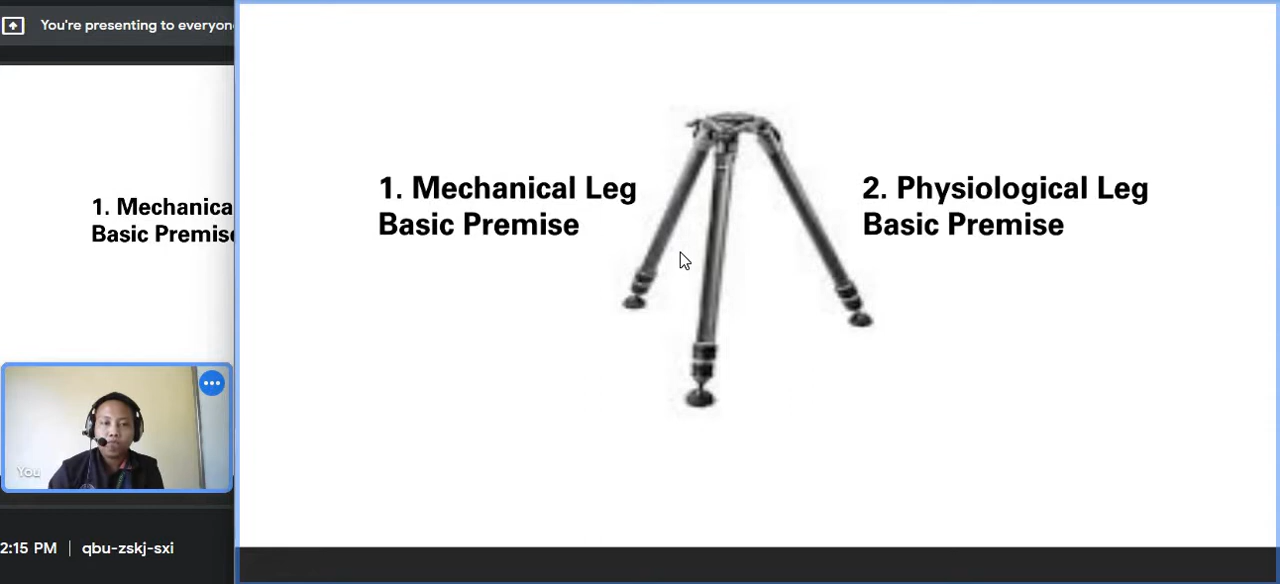 You're presenting to everyon
1. Mechanica
Basic Premis
You
2:15 PM | qbu-zskj-sxi
1. Mechanical Leg
Basic Premise
2. Physiological Leg
Basic Premise